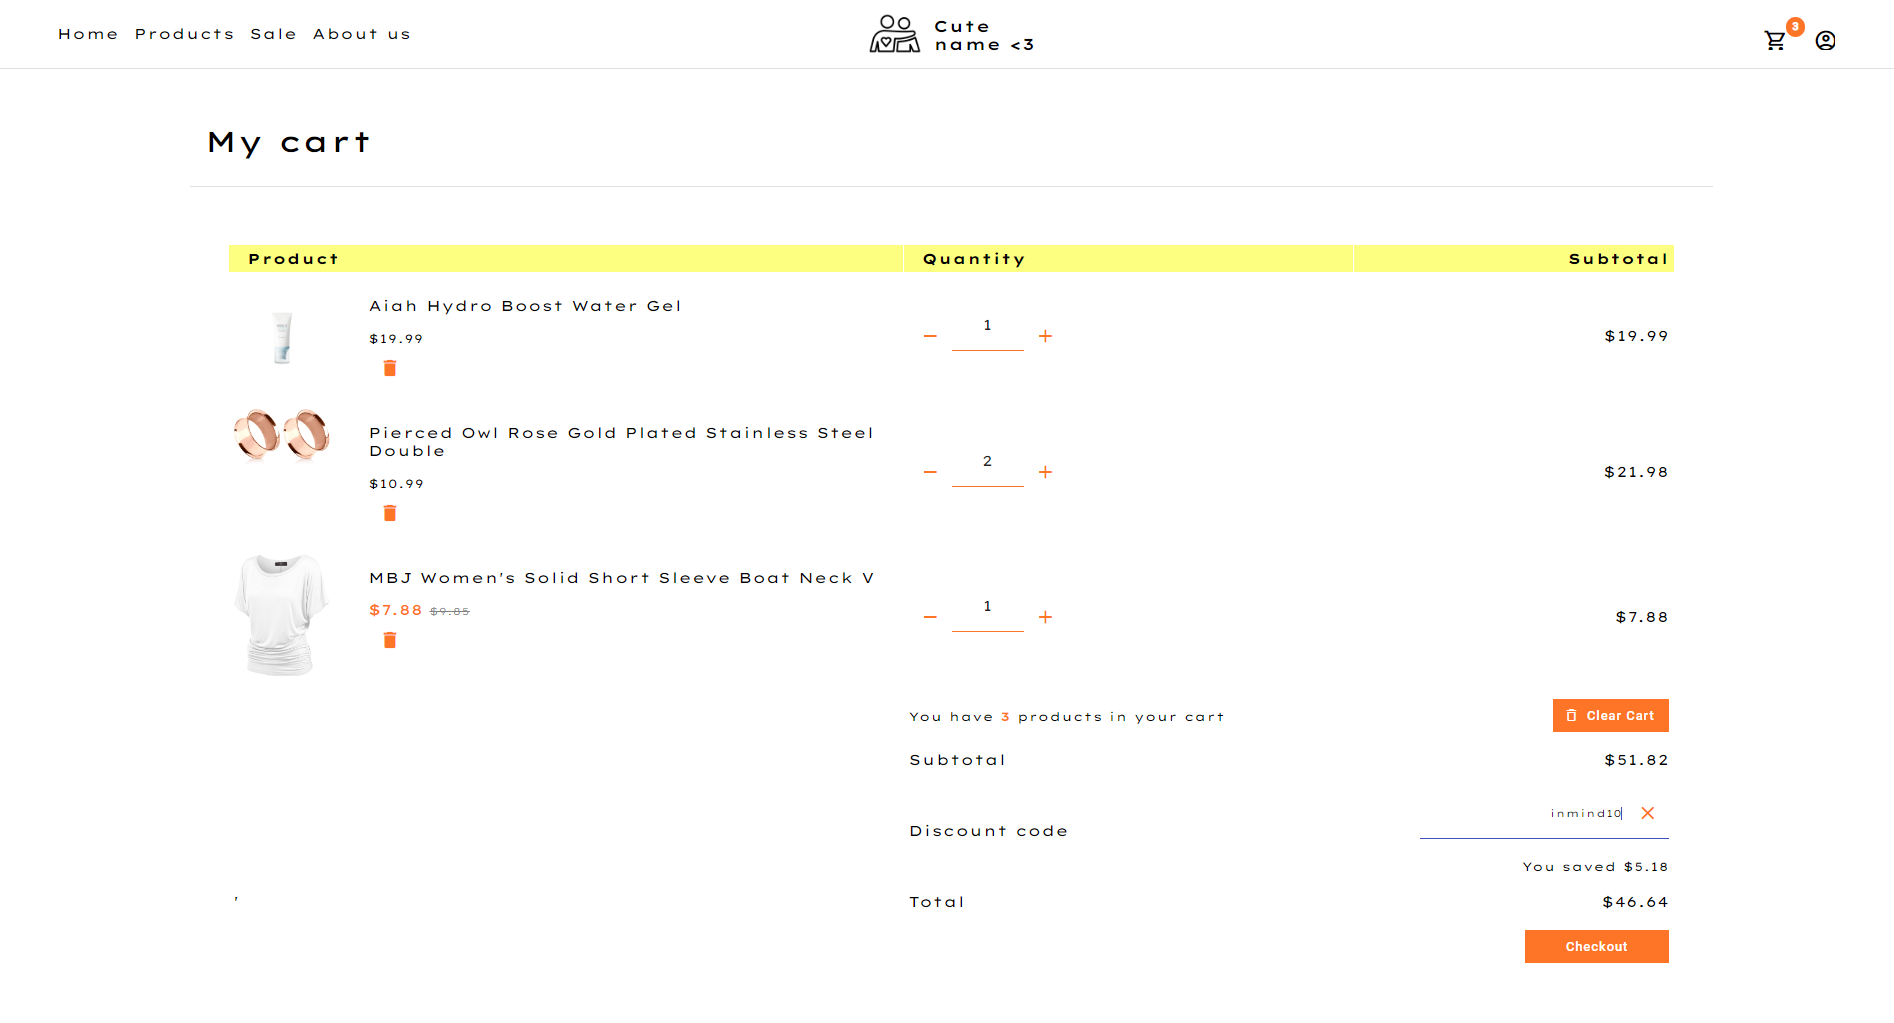 Home Products Sale About us
Cute
name <3
3
My cart
Product Quantity Subtotal
Aiah Hydro Boost Water Gel
$19.99
1
$19.99
Pierced Owl Rose Gold Plated Stainless Steel
Double
$10.99
2
$21.98
MBJ Women's Solid Short Sleeve Boat Neck V
$7.88 $9.85
1
$7.88
You have 3 products in your cart
Clear Cart
Subtotal $51.82
inmind10
Discount code
You saved $5.18
, Total $46.64
Checkout